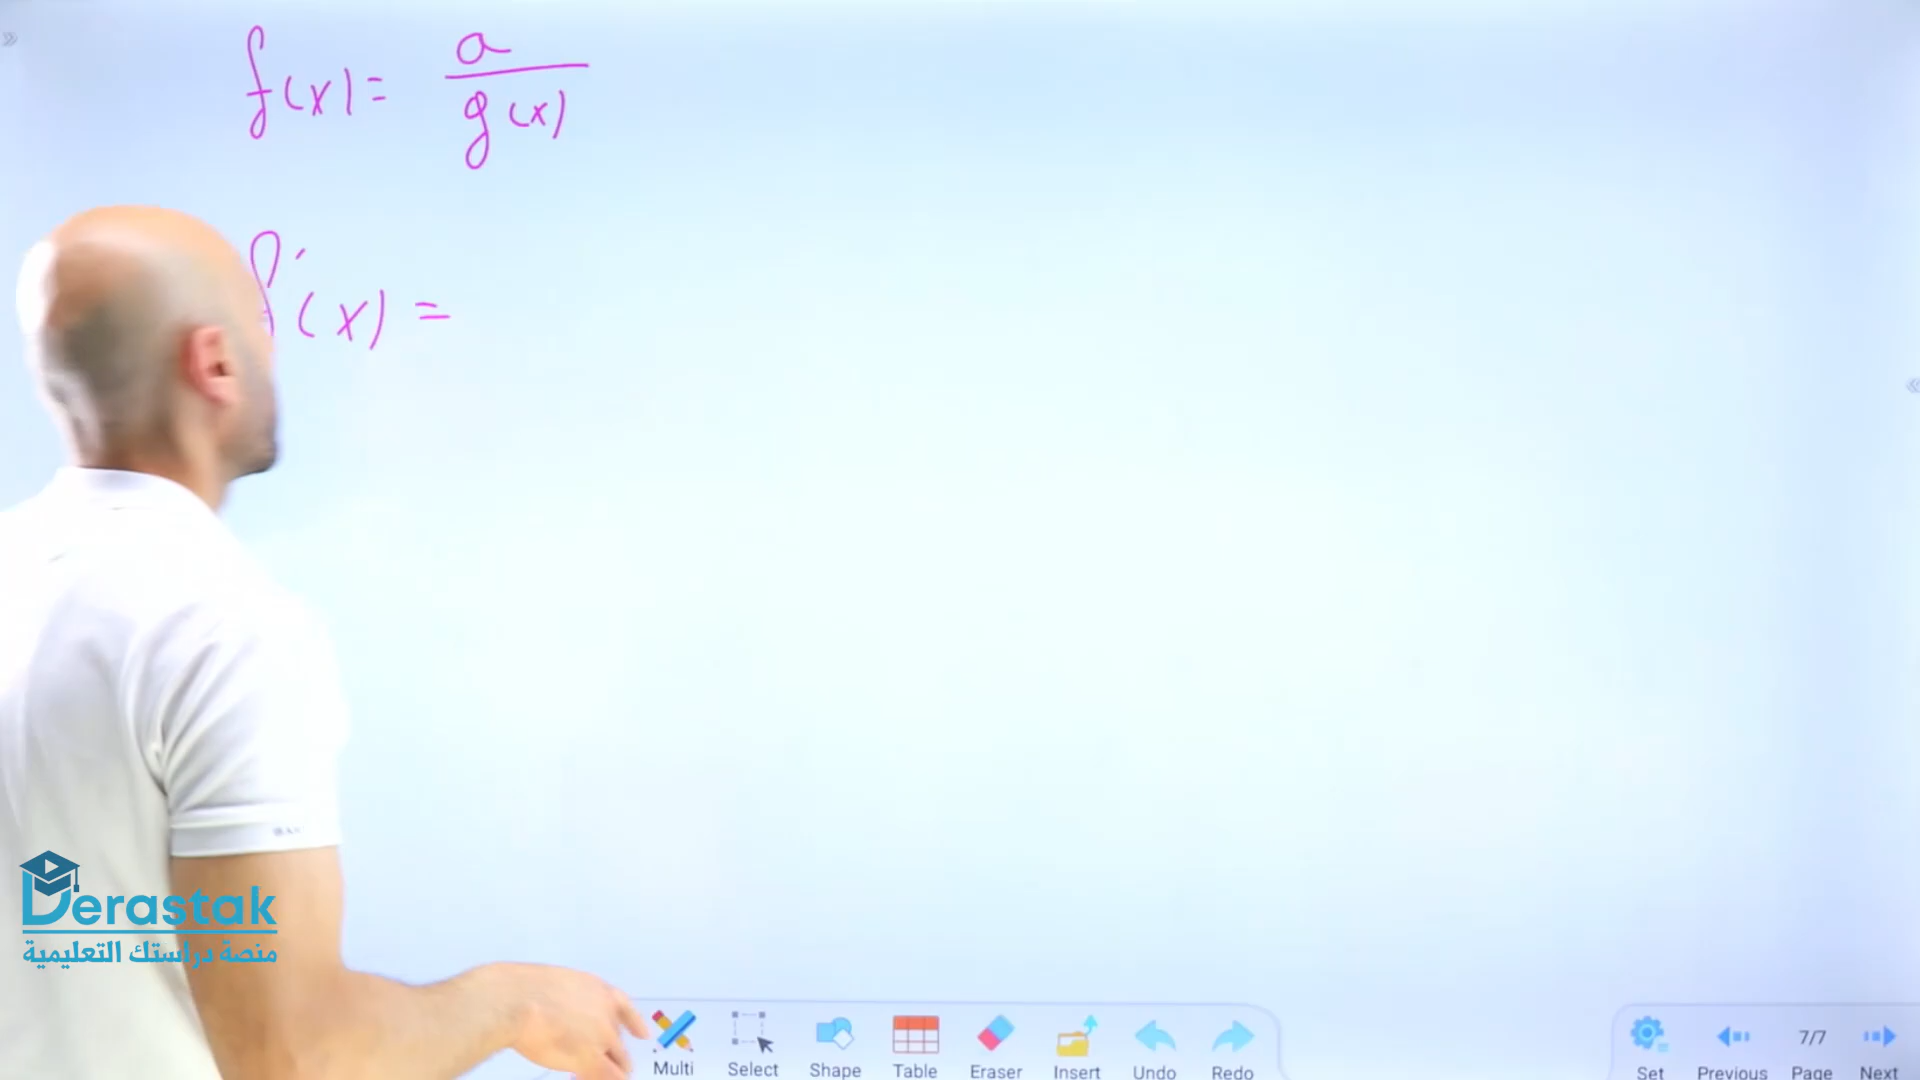 f(x) = a / g(x)
f'(x) =
Derastak
منصة دراستك التعليمية
Multi Select Shape Table Eraser Insert Undo Redo
Set Previous 7/7 Page Next